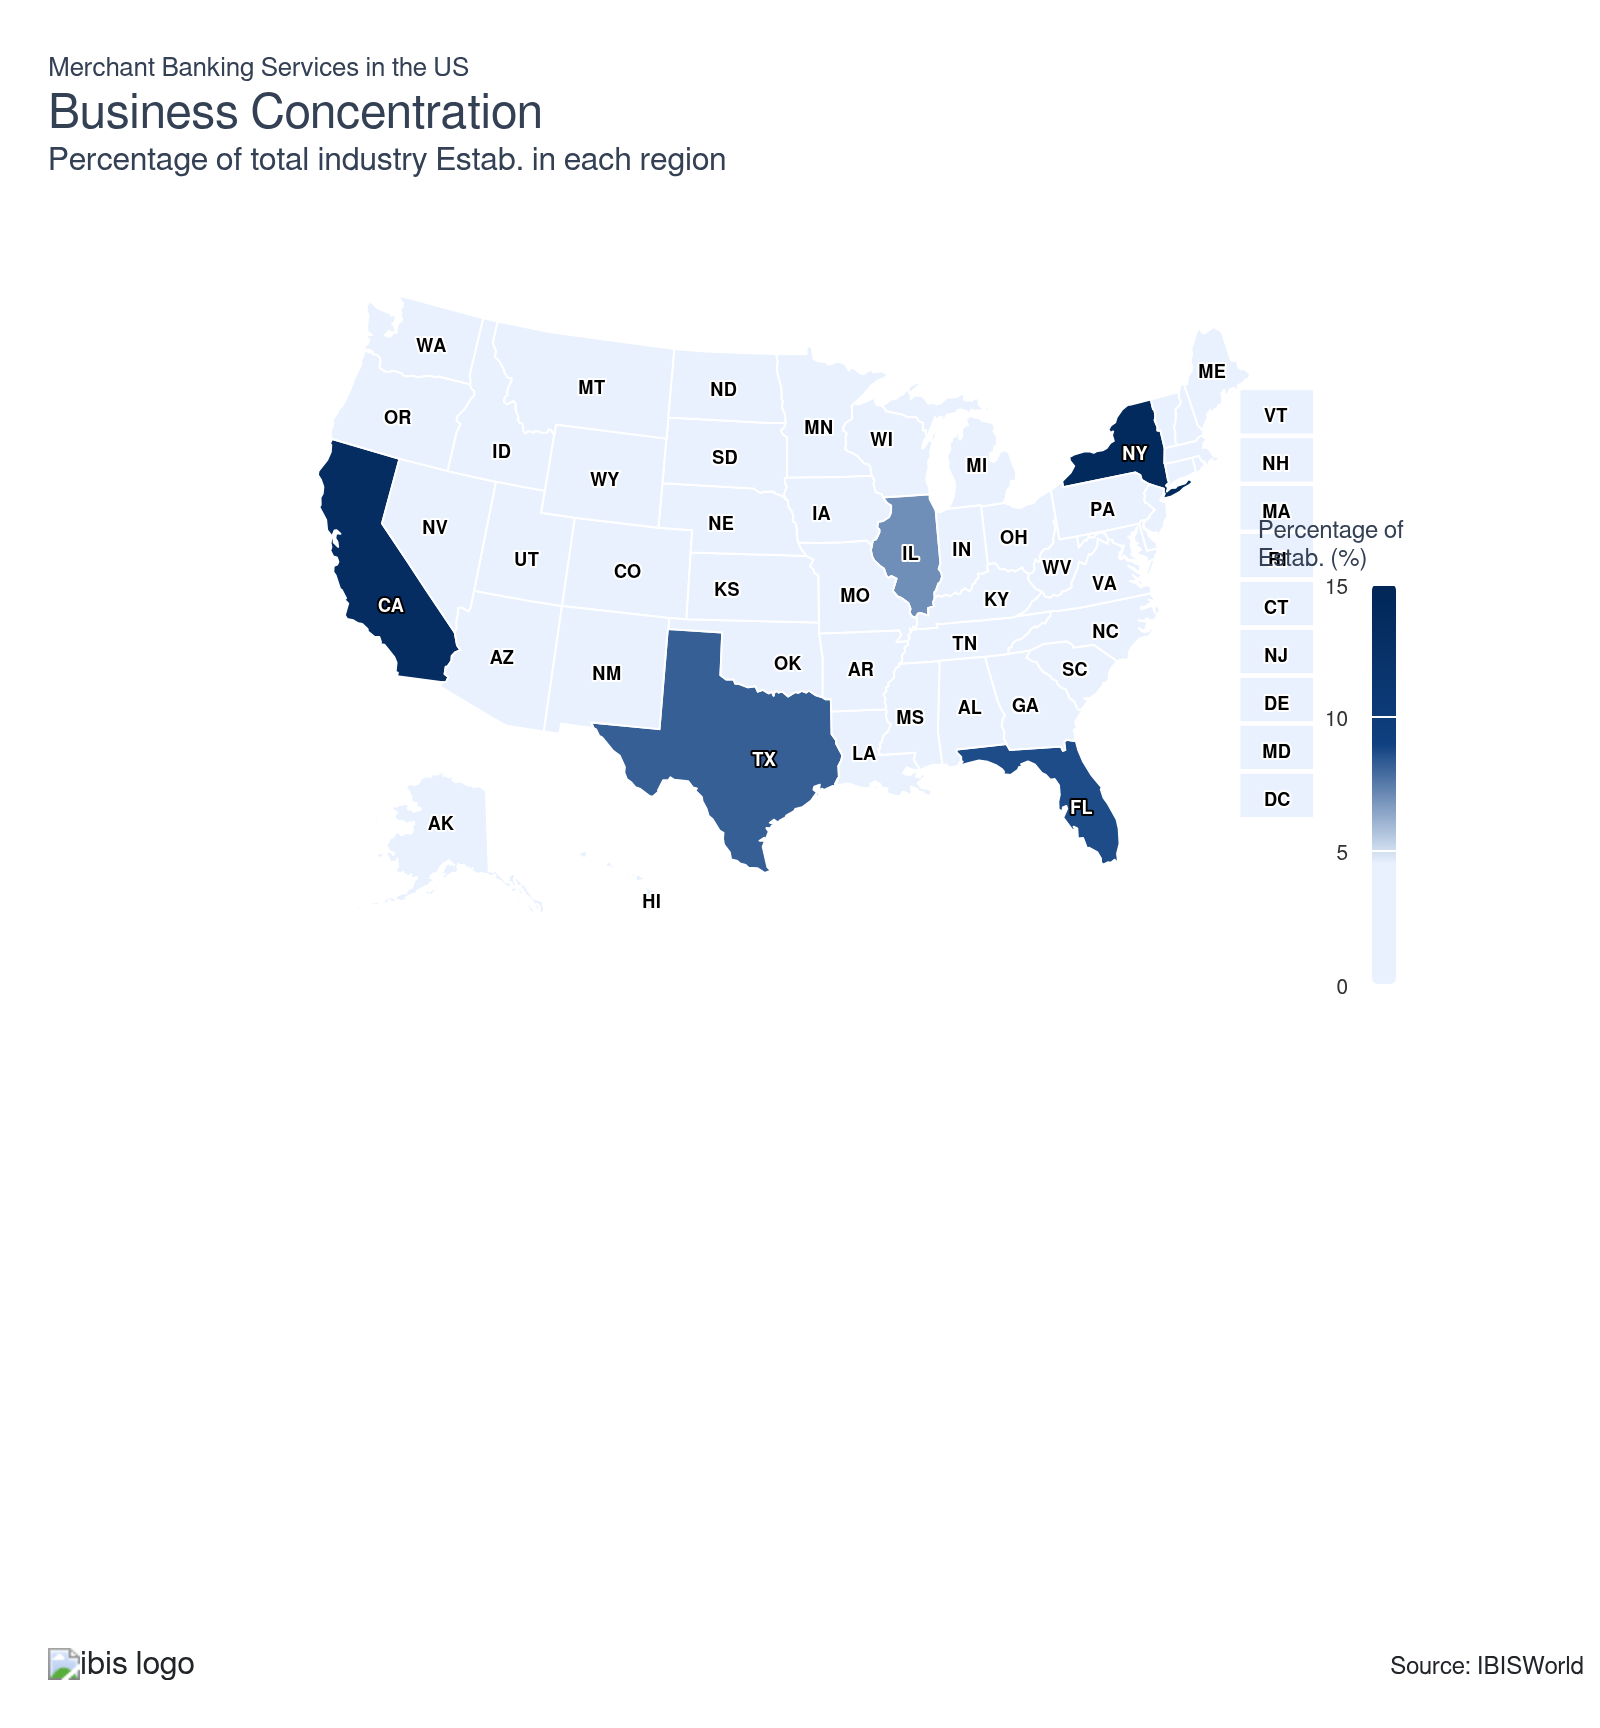 Merchant Banking Services in the US
Business Concentration
Percentage of total industry Estab. in each region
WA
MT
ND
ME
OR
MN
VT
ID
SD
WI
NY
NH
WY
MI
NV
NE
IA
PA
MA
UT
CO
IL
IN
OH
Percentage of
Estab. (%)
RI
KS
MO
WV
VA
15
CA
KY
CT
AZ
NM
OK
AR
TN
NC
NJ
SC
MS
AL
GA
DE
10
TX
LA
MD
FL
DC
AK
5
HI
0
ibis logo
Source: IBISWorld